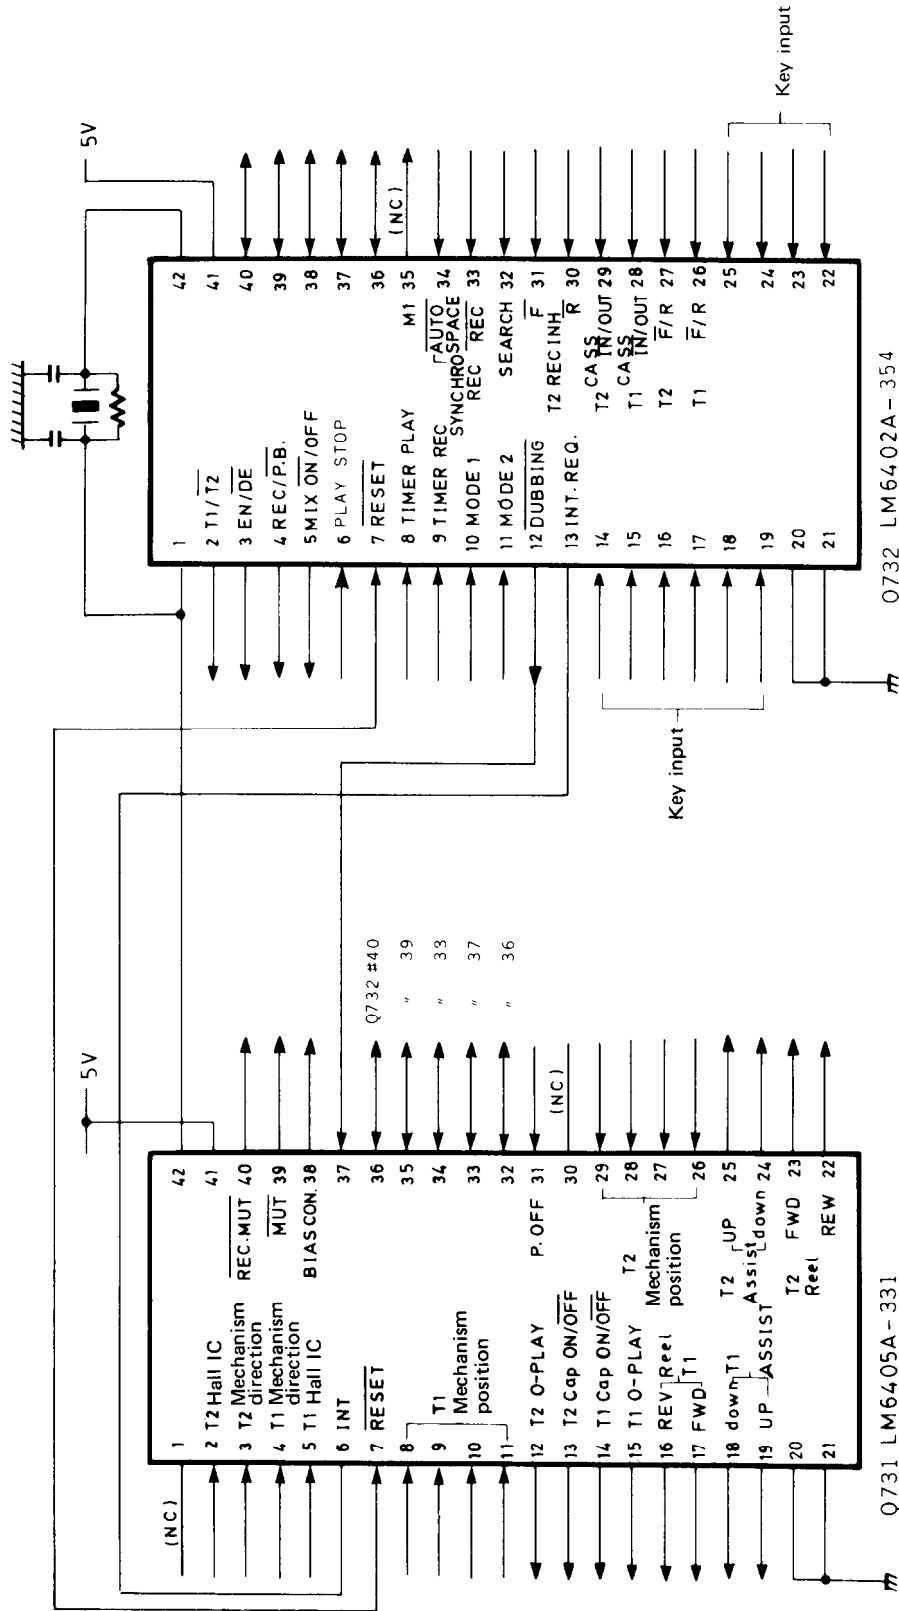 5V
42
41
40
39
38
37
36
(NC)
35 M1
34 AUTO SPACE
33 REC
32 SEARCH
31 F
T2 REC INH
30 R
29 T2 CASS IN/OUT
28 T1 CASS IN/OUT
27 T2 F/R
26 T1 F/R
25
24
23
22
Key input
1
2 T1/T2
3 EN/DE
4 REC/P.B.
5 MIX ON/OFF
6 PLAY STOP
7 RESET
8 TIMER PLAY
9 TIMER REC SYNCHRO
10 MODE 1 REC
11 MODE 2
12 DUBBING
13 INT. REQ.
14
15
16
17
18
19
20
21
Key input
Q732 LM6402A-354
5V
42
41
REC.MUT 40
MUT 39
BIAS CON. 38
37
36 Q732 #40
35 〃 39
34 〃 33
33 〃 37
32 〃 36
P.OFF 31
30 (NC)
29
28
27
26
T2 Mechanism position
25 UP
24 down
T2 Assist
23 FWD
22 REW
T2 Reel
(NC)
1
2 T2 Hall IC
3 T2 Mechanism direction
4 T1 Mechanism direction
5 T1 Hall IC
6 INT
7 RESET
8
9
10
11
T1 Mechanism position
12 T2 O-PLAY
13 T2 Cap ON/OFF
14 T1 Cap ON/OFF
15 T1 O-PLAY
16 REV
17 FWD
Reel T1
18 down
19 UP
T1 ASSIST
20
21
Q731 LM6405A-331